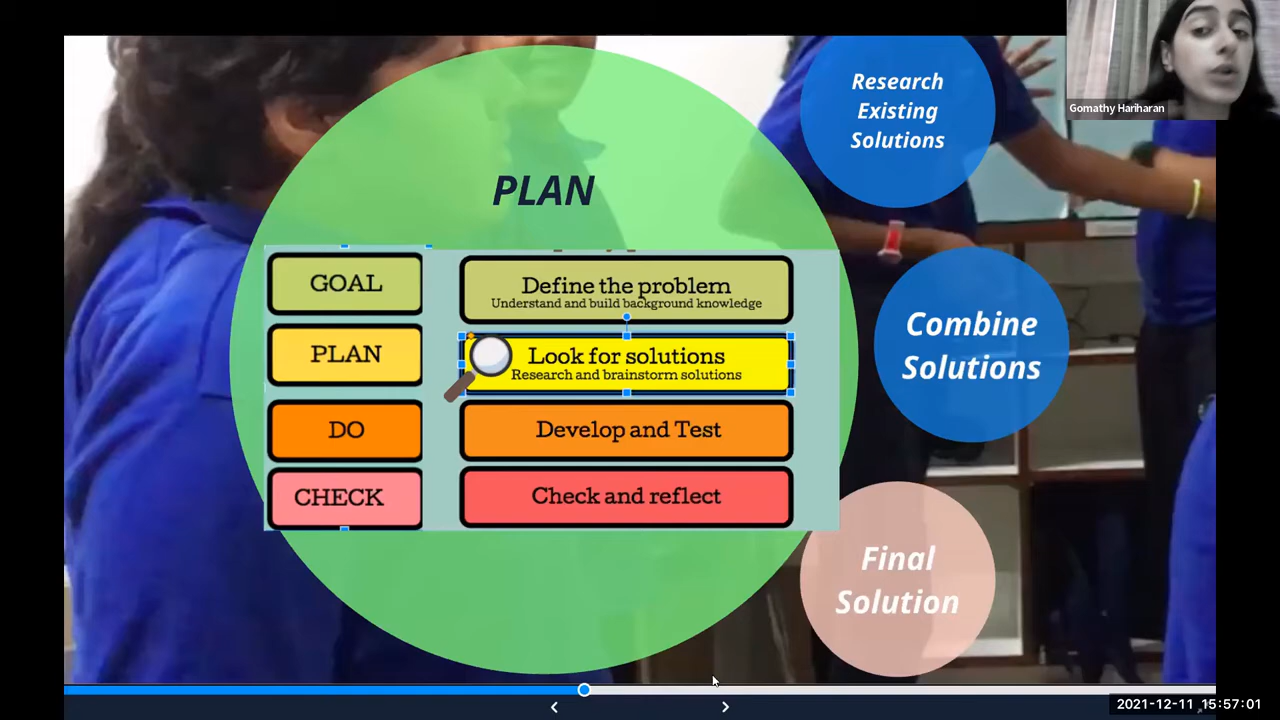 Research
Existing
Solutions
Gomathy Hariharan
PLAN
GOAL
Define the problem
Understand and build background knowledge
PLAN
Look for solutions
Research and brainstorm solutions
DO
Develop and Test
CHECK
Check and reflect
Combine
Solutions
Final
Solution
2021-12-11 15:57:01